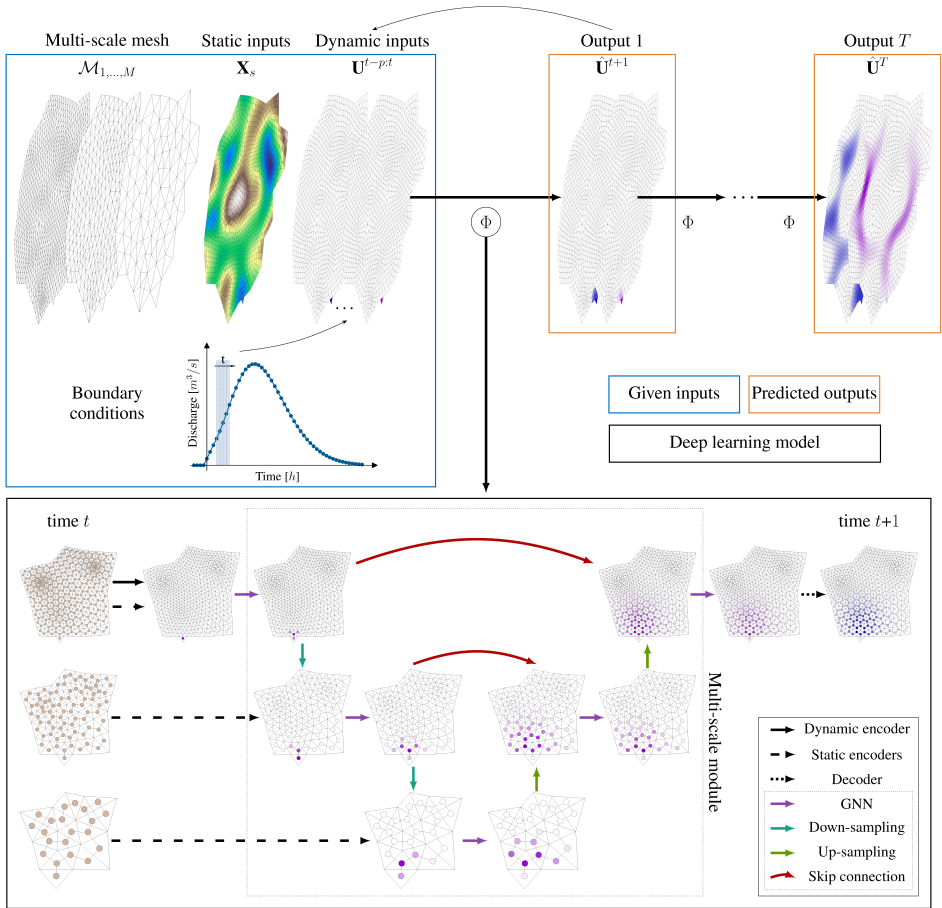 Multi-scale mesh
Static inputs
Dynamic inputs
Output 1
Output T
ℳ₁,...,M
Xₛ
Uᵗ⁻ᵖ:ᵗ
Ûᵗ⁺¹
Ûᵀ
Φ
Φ
· · ·
Φ
· · ·
Boundary
conditions
Discharge [m³/s]
t
Time [h]
Given inputs
Predicted outputs
Deep learning model
time t
time t+1
Multi-scale module
Dynamic encoder
Static encoders
Decoder
GNN
Down-sampling
Up-sampling
Skip connection